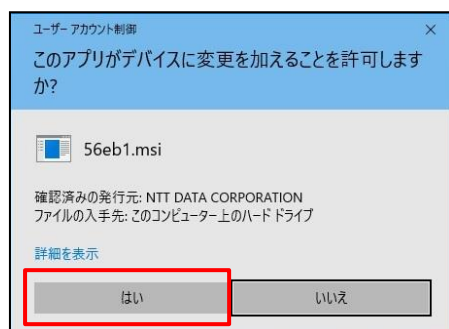 ユーザー アカウント制御
このアプリがデバイスに変更を加えることを許可します
か?
56eb1.msi
確認済みの発行元: NTT DATA CORPORATION
ファイルの入手先: このコンピューター上のハード ドライブ
詳細を表示
はい
いいえ